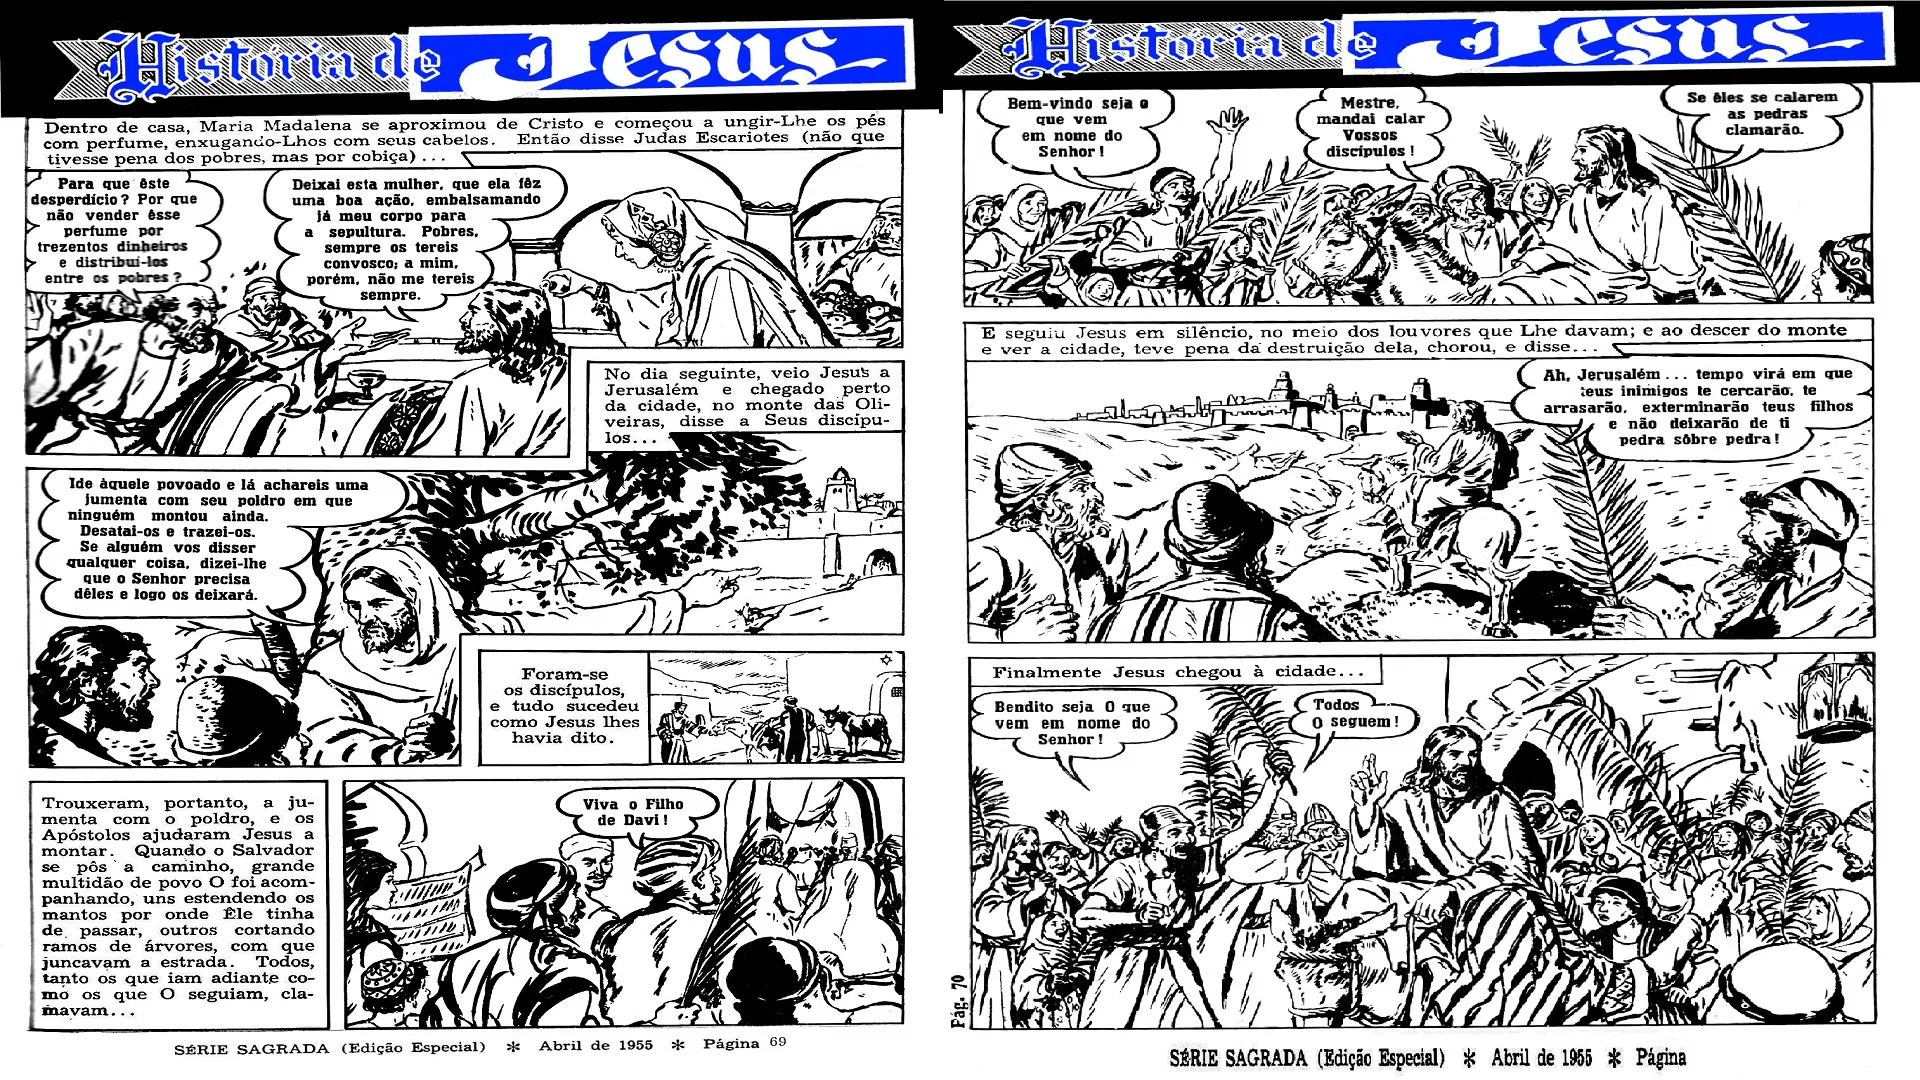 História de Jesus
Dentro de casa, Maria Madalena se aproximou de Cristo e começou a ungir-Lhe os pés
com perfume, enxugando-Lhos com seus cabelos. Então disse Judas Escariotes (não que
tivesse pena dos pobres, mas por cobiça) ...
Para que êste
desperdício? Por que
não vender êsse
perfume por
trezentos dinheiros
e distribuí-los
entre os pobres?
Deixai esta mulher, que ela fêz
uma boa ação, embalsamando
já meu corpo para
a sepultura. Pobres,
sempre os tereis
convosco; a mim,
porém, não me tereis
sempre.
No dia seguinte, veio Jesus a
Jerusalém e chegado perto
da cidade, no monte das Oli-
veiras, disse a Seus discípu-
los...
Ide àquele povoado e lá achareis uma
jumenta com seu poldro em que
ninguém montou ainda.
Desatai-os e trazei-os.
Se alguém vos disser
qualquer coisa, dizei-lhe
que o Senhor precisa
dêles e logo os deixará.
Foram-se
os discípulos,
e tudo sucedeu
como Jesus lhes
havia dito.
Trouxeram, portanto, a ju-
menta com o poldro, e os
Apóstolos ajudaram Jesus a
montar. Quando o Salvador
se pôs a caminho, grande
multidão de povo O foi acom-
panhando, uns estendendo os
mantos por onde Êle tinha
de passar, outros cortando
ramos de árvores, com que
juncavam a estrada. Todos,
tanto os que iam adiante co-
mo os que O seguiam, cla-
mavam...
Viva o Filho
de Davi!
SÉRIE SAGRADA (Edição Especial) * Abril de 1955 * Página 69
História de Jesus
Bem-vindo seja o
que vem
em nome do
Senhor!
Mestre,
mandai calar
Vossos
discípulos!
Se êles se calarem
as pedras
clamarão.
E seguiu Jesus em silêncio, no meio dos louvores que Lhe davam; e ao descer do monte
e ver a cidade, teve pena da destruição dela, chorou, e disse...
Ah, Jerusalém... tempo virá em que
teus inimigos te cercarão, te
arrasarão, exterminarão teus filhos
e não deixarão de ti
pedra sôbre pedra!
Finalmente Jesus chegou à cidade...
Bendito seja O que
vem em nome do
Senhor!
Todos
O seguem!
Pág. 70
SÉRIE SAGRADA (Edição Especial) * Abril de 1955 * Página